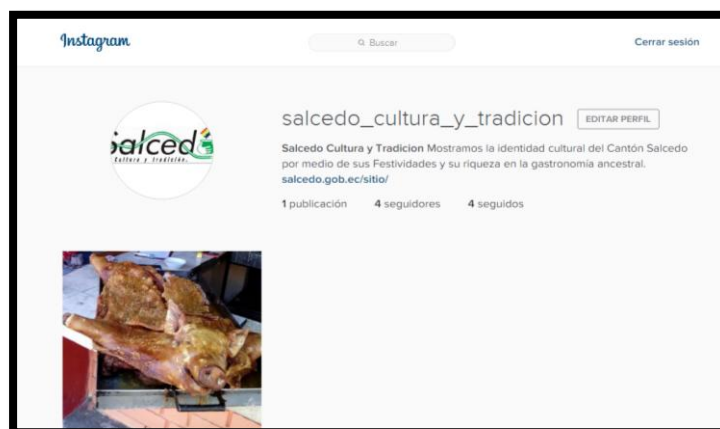 Instagram
Buscar
Cerrar sesión
Salcedo
Cultura y tradición.
salcedo_cultura_y_tradicion EDITAR PERFIL
Salcedo Cultura y Tradicion Mostramos la identidad cultural del Cantón Salcedo
por medio de sus Festividades y su riqueza en la gastronomía ancestral.
salcedo.gob.ec/sitio/
1 publicación 4 seguidores 4 seguidos